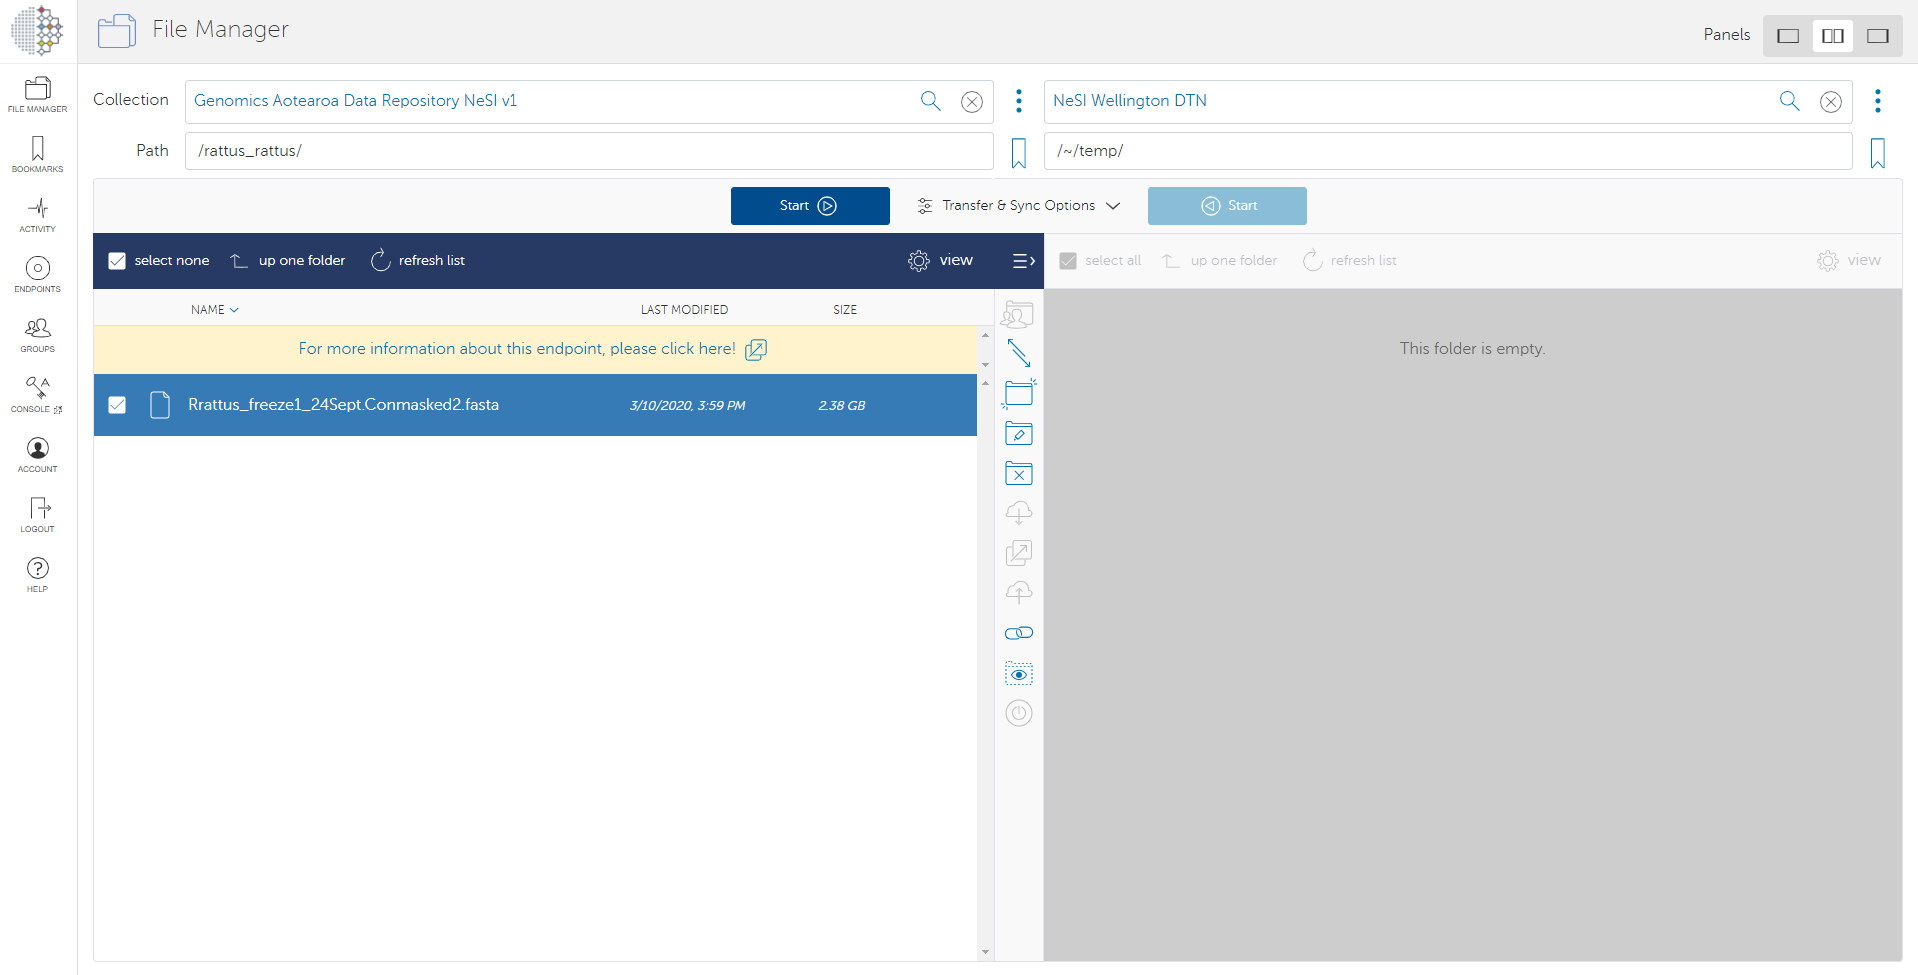 File Manager
Panels
FILE MANAGER
BOOKMARKS
ACTIVITY
ENDPOINTS
GROUPS
CONSOLE
ACCOUNT
LOGOUT
HELP
Collection
Genomics Aotearoa Data Repository NeSI v1
NeSI Wellington DTN
Path
/rattus_rattus/
/~/temp/
Start
Transfer & Sync Options
Start
select none
up one folder
refresh list
view
select all
up one folder
refresh list
view
NAME
LAST MODIFIED
SIZE
For more information about this endpoint, please click here!
Rrattus_freeze1_24Sept.Conmasked2.fasta
3/10/2020, 3:59 PM
2.38 GB
This folder is empty.